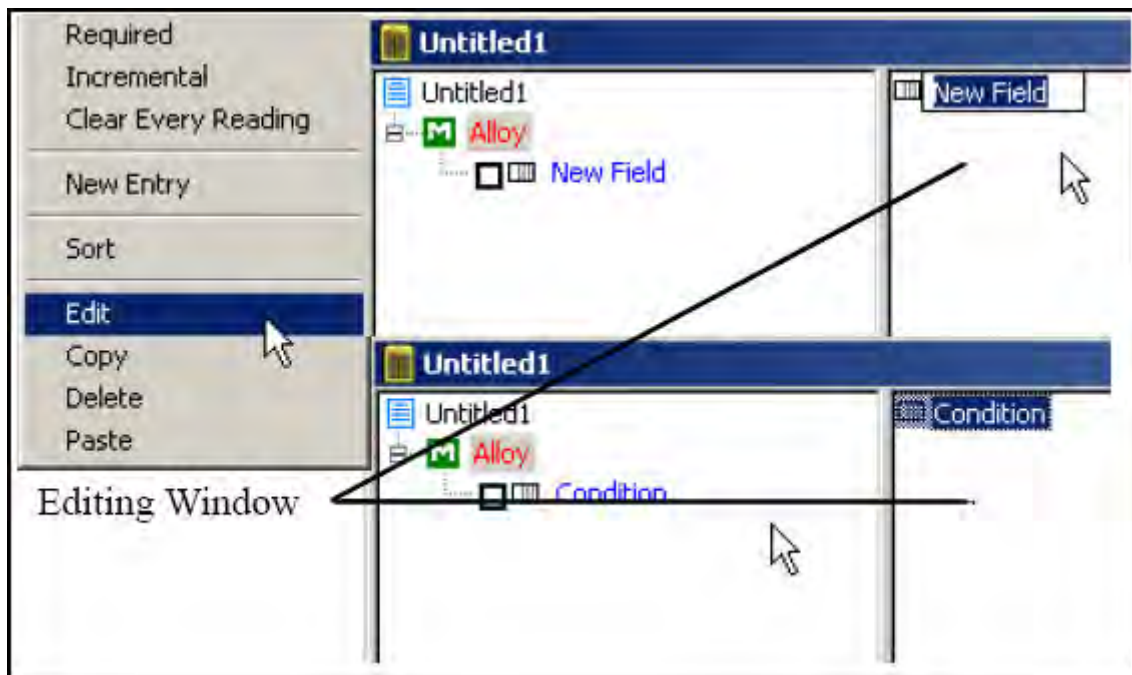 Required
Incremental
Clear Every Reading
New Entry
Sort
Edit
Copy
Delete
Paste
Untitled1
Untitled1
Alloy
New Field
New Field
Untitled1
Untitled1
Alloy
Condition
Condition
Editing Window